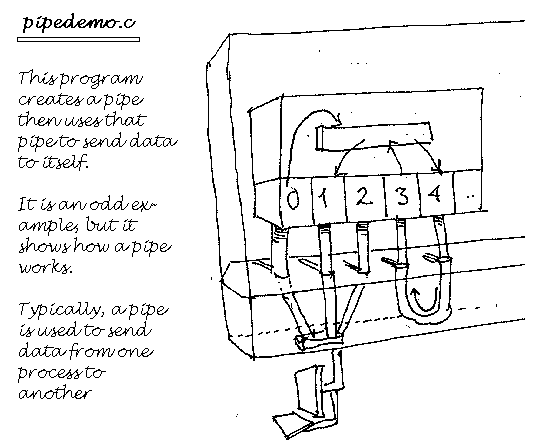 pipedemo.c
This program
creates a pipe
then uses that
pipe to send data
to itself.
It is an odd ex-
ample, but it
shows how a pipe
works.
Typically, a pipe
is used to send
data from one
process to
another
0 1 2 3 4 ...